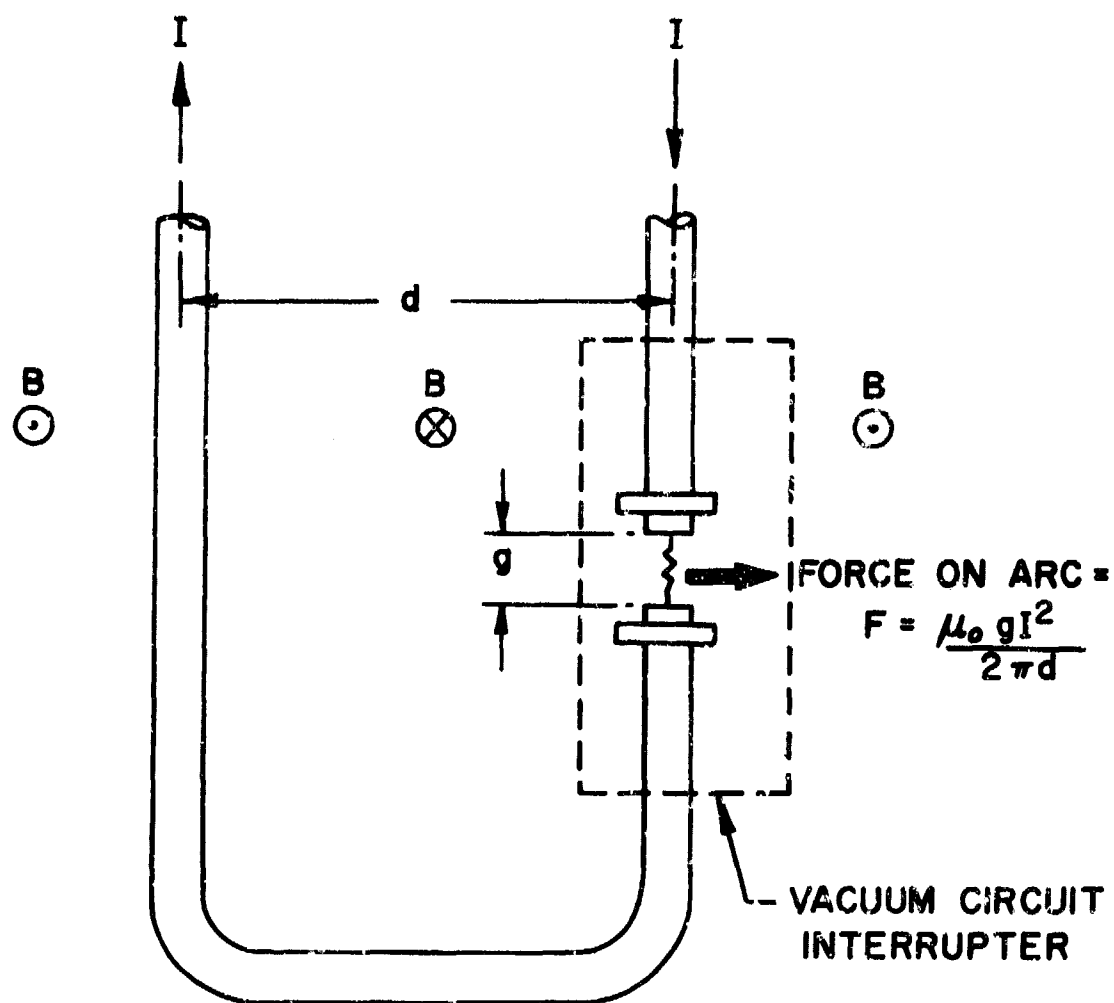 I
I
d
B
B
B
g
FORCE ON ARC =
F = μ₀ gI²
2πd
VACUUM CIRCUIT
INTERRUPTER